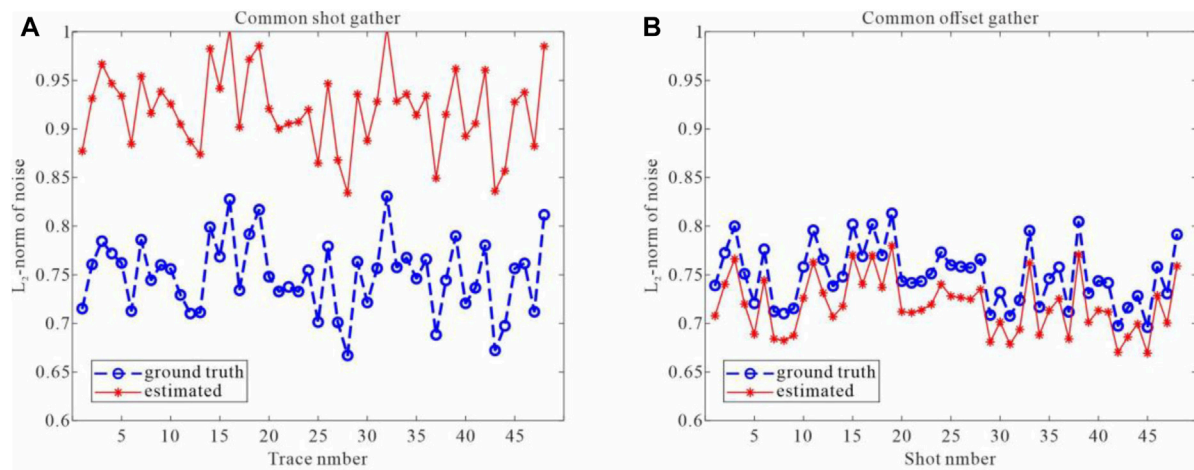 A
Common shot gather
1
0.95
0.9
0.85
0.8
0.75
0.7
0.65
0.6
L₂-norm of noise
ground truth
estimated
5 10 15 20 25 30 35 40 45
Trace nmber
B
Common offset gather
1
0.95
0.9
0.85
0.8
0.75
0.7
0.65
0.6
L₂-norm of noise
ground truth
estimated
5 10 15 20 25 30 35 40 45
Shot nmber